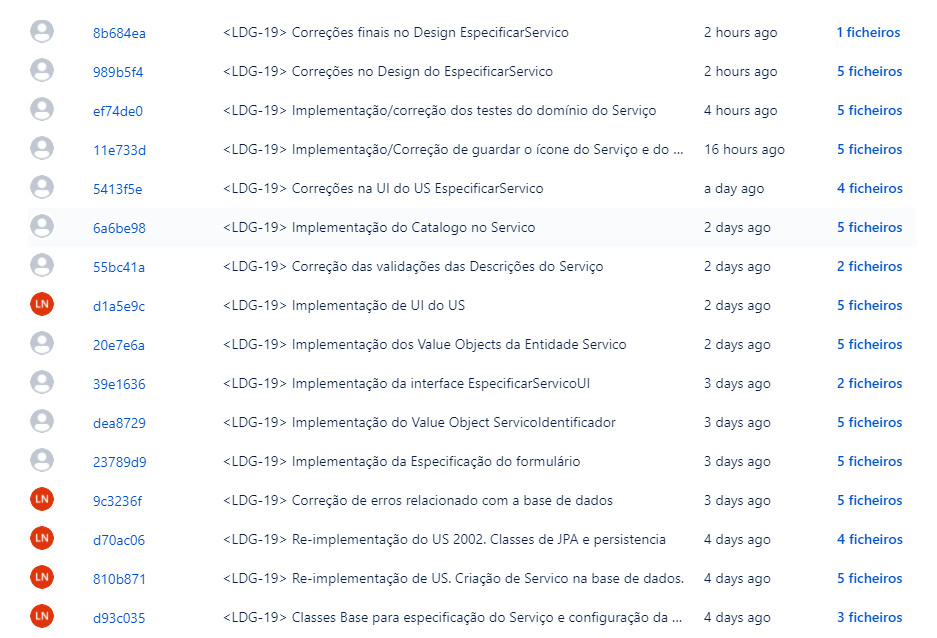 8b684ea <LDG-19> Correções finais no Design EspecificarServico 2 hours ago 1 ficheiros
989b5f4 <LDG-19> Correções no Design do EspecificarServico 2 hours ago 5 ficheiros
ef74de0 <LDG-19> Implementação/correção dos testes do domínio do Serviço 4 hours ago 5 ficheiros
11e733d <LDG-19> Implementação/Correção de guardar o ícone do Serviço e do ... 16 hours ago 5 ficheiros
5413f5e <LDG-19> Correções na UI do US EspecificarServico a day ago 4 ficheiros
6a6be98 <LDG-19> Implementação do Catalogo no Servico 2 days ago 5 ficheiros
55bc41a <LDG-19> Correção das validações das Descrições do Serviço 2 days ago 2 ficheiros
LN d1a5e9c <LDG-19> Implementação de UI do US 2 days ago 5 ficheiros
20e7e6a <LDG-19> Implementação dos Value Objects da Entidade Servico 2 days ago 5 ficheiros
39e1636 <LDG-19> Implementação da interface EspecificarServicoUI 3 days ago 2 ficheiros
dea8729 <LDG-19> Implementação do Value Object ServicoIdentificador 3 days ago 5 ficheiros
23789d9 <LDG-19> Implementação da Especificação do formulário 3 days ago 5 ficheiros
LN 9c3236f <LDG-19> Correção de erros relacionado com a base de dados 3 days ago 5 ficheiros
LN d70ac06 <LDG-19> Re-implementação do US 2002. Classes de JPA e persistencia 4 days ago 4 ficheiros
LN 810b871 <LDG-19> Re-implementação de US. Criação de Servico na base de dados. 4 days ago 5 ficheiros
LN d93c035 <LDG-19> Classes Base para especificação do Serviço e configuração da ... 4 days ago 3 ficheiros